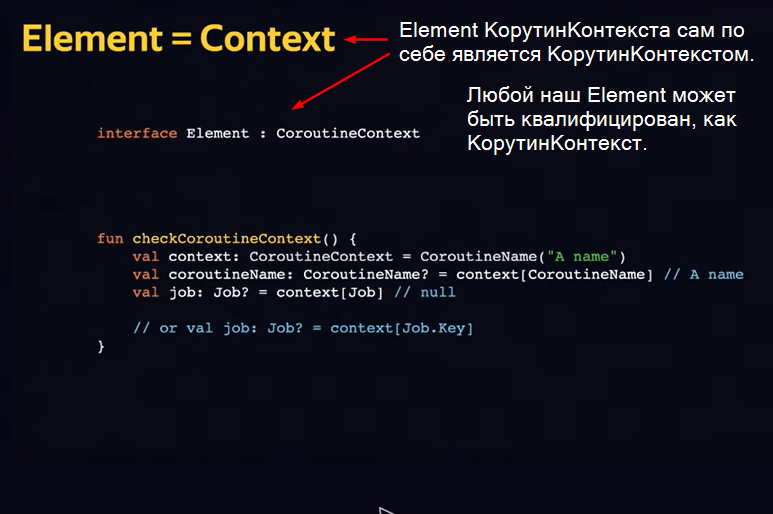 Element = Context
Element КорутинКонтекста сам по
себе является КорутинКонтекстом.
Любой наш Element может
быть квалифицирован, как
КорутинКонтекст.
interface Element : CoroutineContext
fun checkCoroutineContext() {
    val context: CoroutineContext = CoroutineName("A name")
    val coroutineName: CoroutineName? = context[CoroutineName] // A name
    val job: Job? = context[Job] // null
    // or val job: Job? = context[Job.Key]
}